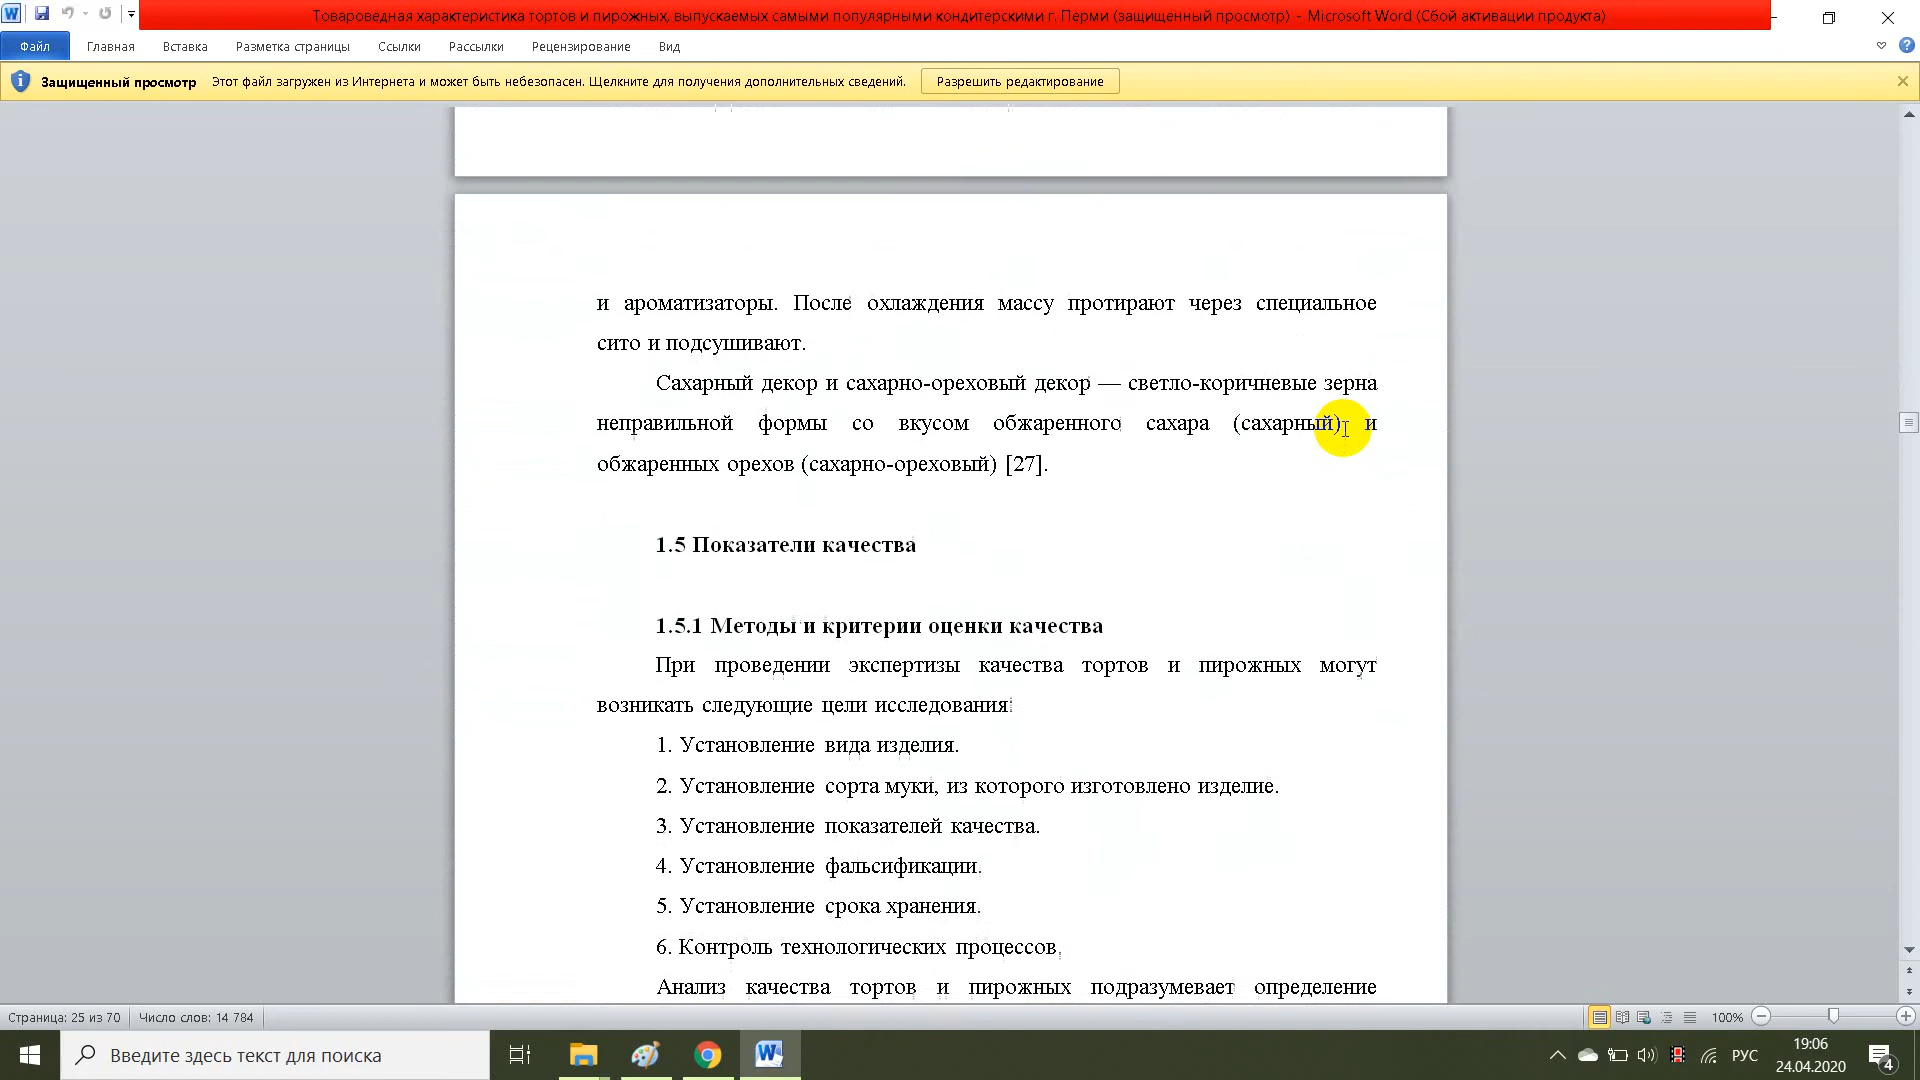 Товароведная характеристика тортов и пирожных, выпускаемых самыми популярными кондитерскими г. Перми (защищенный просмотр) - Microsoft Word (Сбой активации продукта)
Файл Главная Вставка Разметка страницы Ссылки Рассылки Рецензирование Вид
Защищенный просмотр Этот файл загружен из Интернета и может быть небезопасен. Щелкните для получения дополнительных сведений. Разрешить редактирование
и ароматизаторы. После охлаждения массу протирают через специальное
сито и подсушивают.
Сахарный декор и сахарно-ореховый декор — светло-коричневые зерна
неправильной формы со вкусом обжаренного сахара (сахарный) и
обжаренных орехов (сахарно-ореховый) [27].
1.5 Показатели качества
1.5.1 Методы и критерии оценки качества
При проведении экспертизы качества тортов и пирожных могут
возникать следующие цели исследования:
1. Установление вида изделия.
2. Установление сорта муки, из которого изготовлено изделие.
3. Установление показателей качества.
4. Установление фальсификации.
5. Установление срока хранения.
6. Контроль технологических процессов.
Анализ качества тортов и пирожных подразумевает определение
Страница: 25 из 70 Число слов: 14 784 100%
Введите здесь текст для поиска РУС 19:06
24.04.2020 4